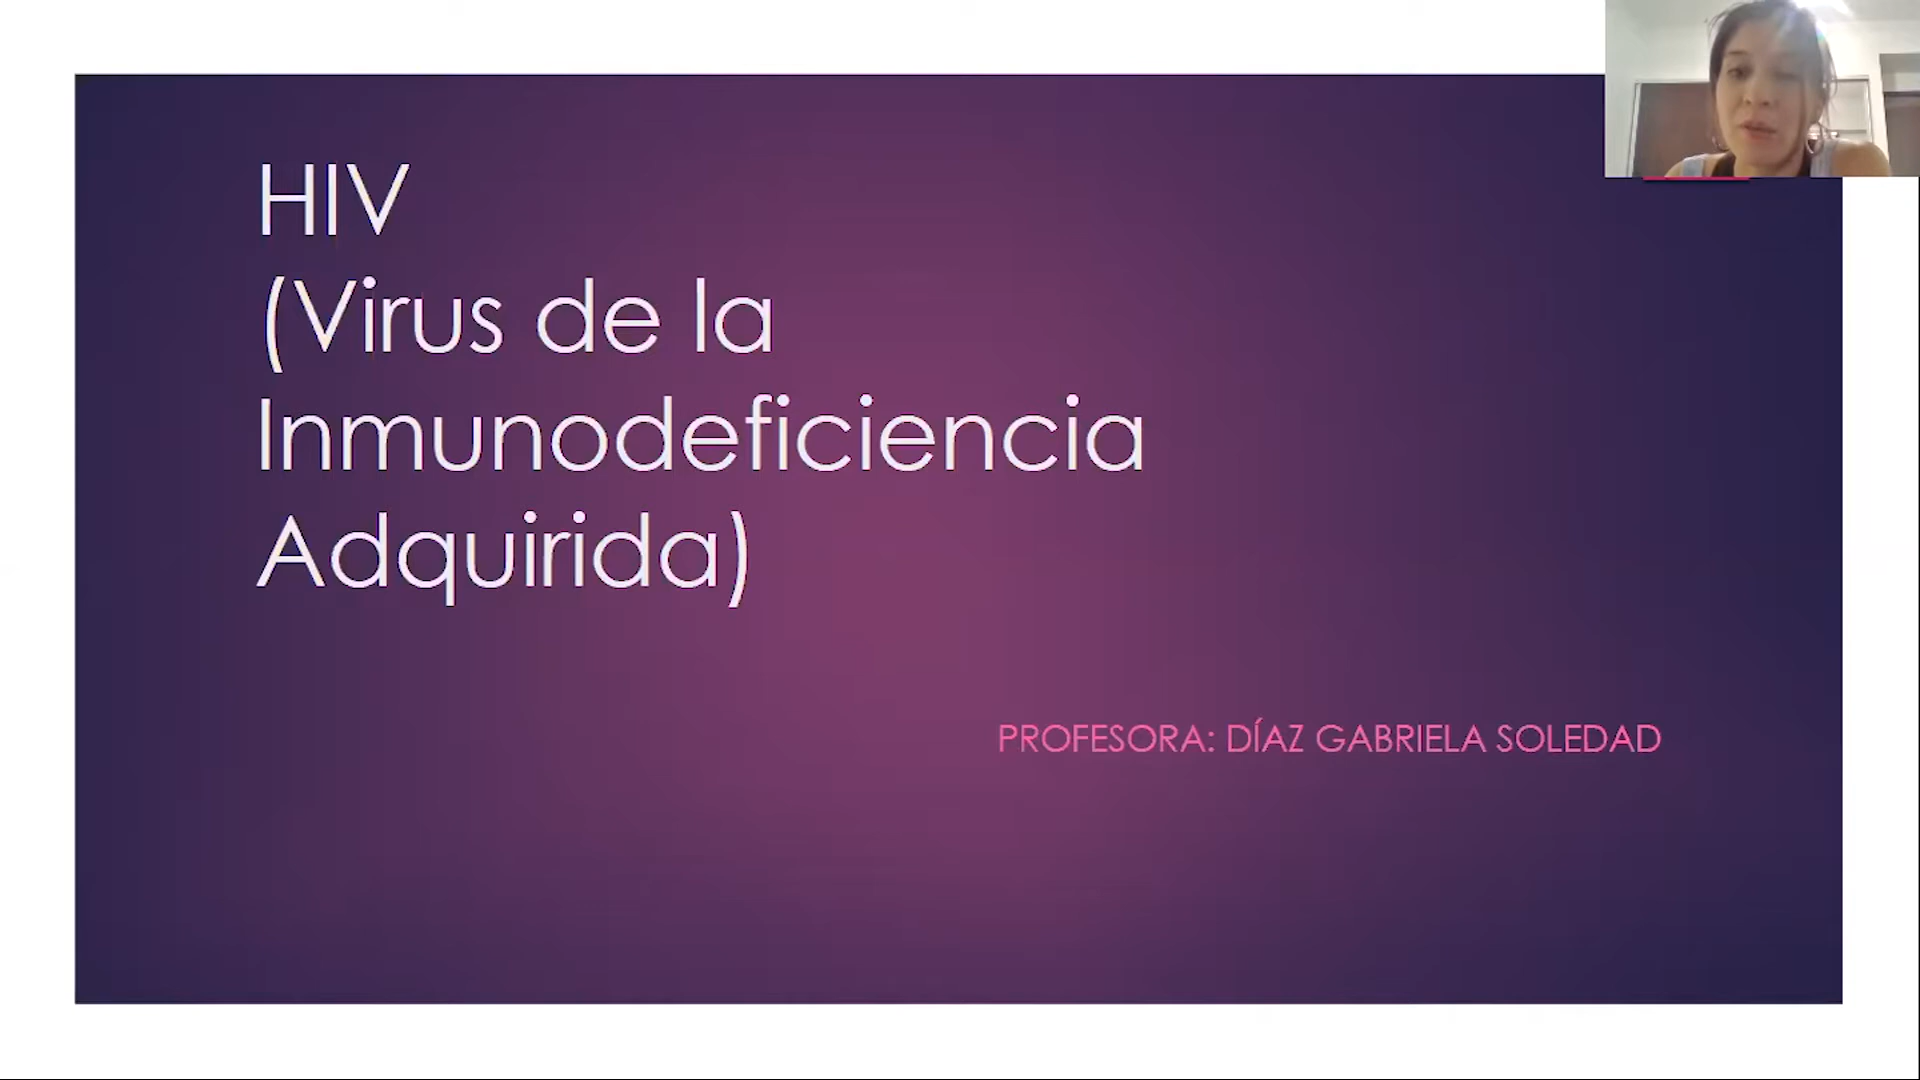 HIV
(Virus de la
Inmunodeficiencia
Adquirida)
PROFESORA: DÍAZ GABRIELA SOLEDAD